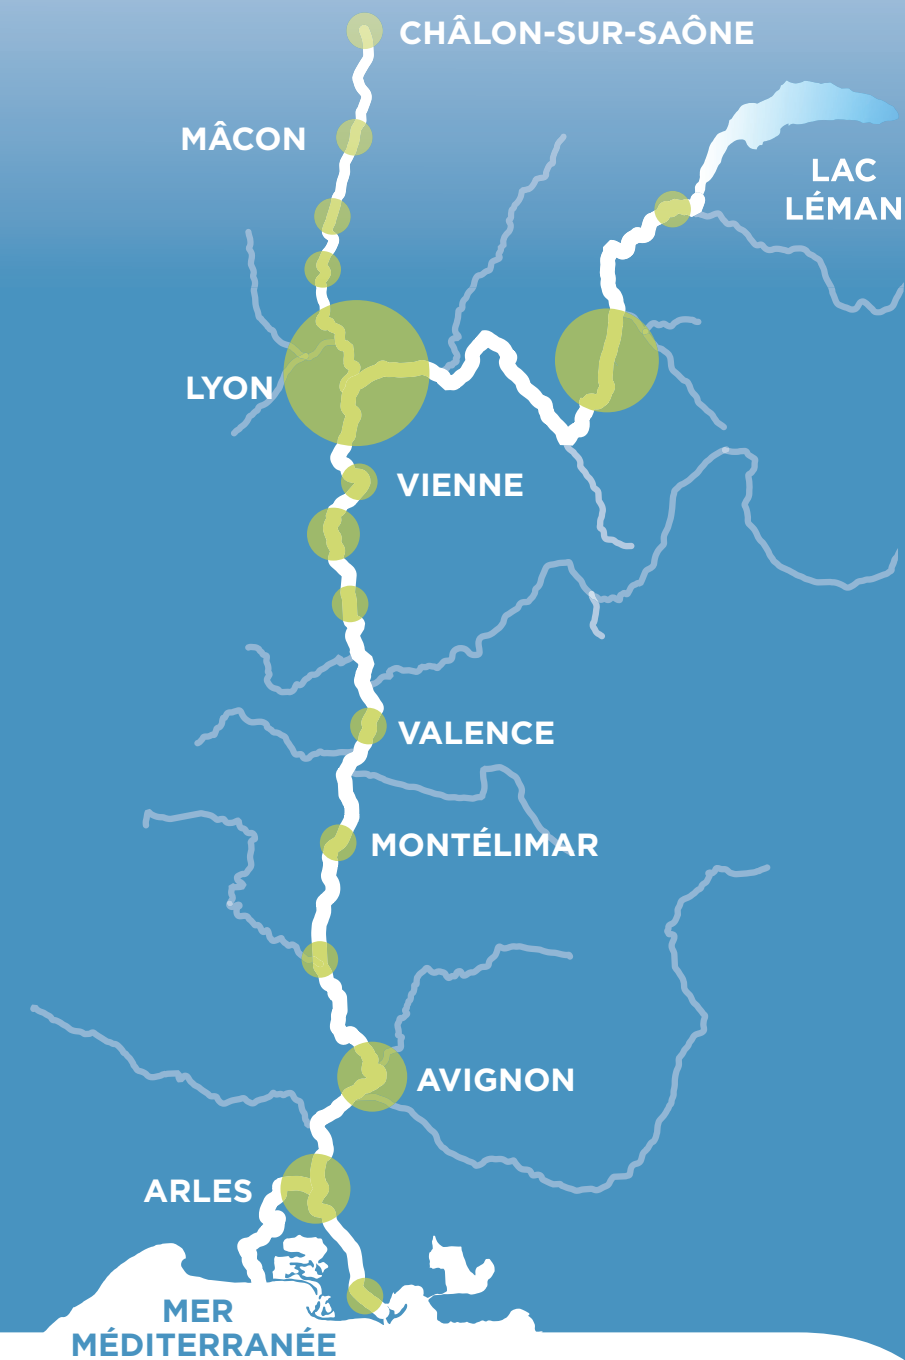 CHÂLON-SUR-SAÔNE
MÂCON
LAC
LÉMAN
LYON
VIENNE
VALENCE
MONTÉLIMAR
AVIGNON
ARLES
MER
MÉDITERRANÉE